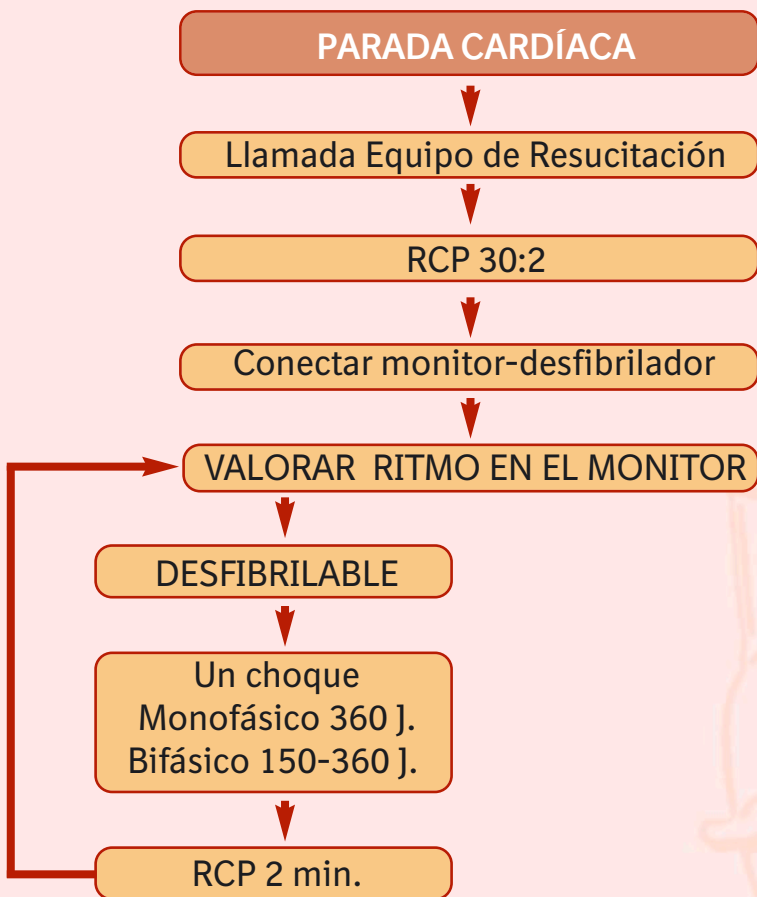 PARADA CARDÍACA
Llamada Equipo de Resucitación
RCP 30:2
Conectar monitor-desfibrilador
VALORAR RITMO EN EL MONITOR
DESFIBRILABLE
Un choque
Monofásico 360 J.
Bifásico 150-360 J.
RCP 2 min.